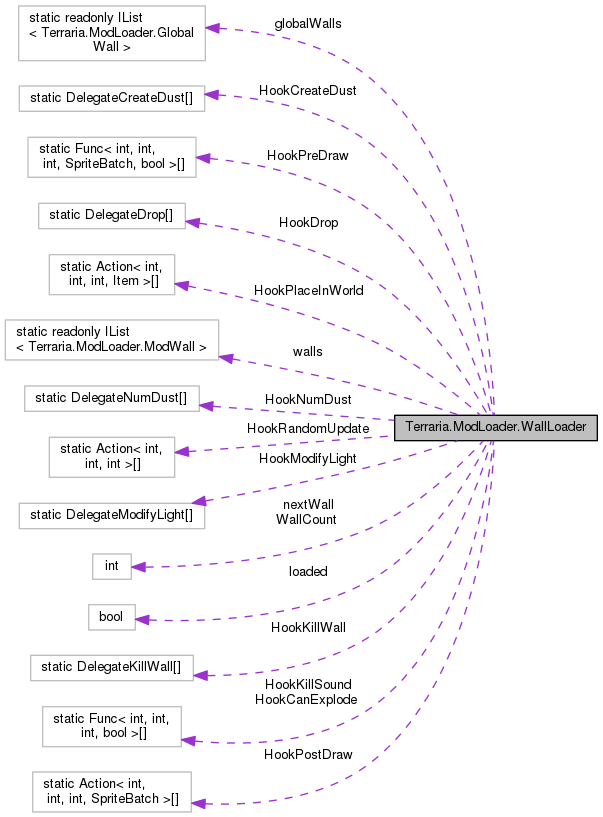 static readonly IList
< Terraria.ModLoader.Global
Wall >
globalWalls
static DelegateCreateDust[]
HookCreateDust
static Func< int, int,
int, SpriteBatch, bool >[]
HookPreDraw
static DelegateDrop[]
HookDrop
static Action< int,
int, int, Item >[]
HookPlaceInWorld
static readonly IList
< Terraria.ModLoader.ModWall >
walls
static DelegateNumDust[]
HookNumDust
Terraria.ModLoader.WallLoader
static Action< int,
int, int >[]
HookRandomUpdate
HookModifyLight
static DelegateModifyLight[]
nextWall
WallCount
int
loaded
bool
HookKillWall
static DelegateKillWall[]
HookKillSound
HookCanExplode
static Func< int, int,
int, bool >[]
HookPostDraw
static Action< int,
int, int, SpriteBatch >[]